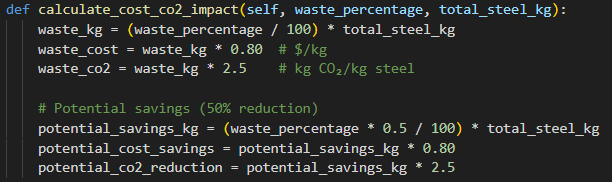 def calculate_cost_co2_impact(self, waste_percentage, total_steel_kg):
    waste_kg = (waste_percentage / 100) * total_steel_kg
    waste_cost = waste_kg * 0.80  # $/kg
    waste_co2 = waste_kg * 2.5    # kg CO₂/kg steel

    # Potential savings (50% reduction)
    potential_savings_kg = (waste_percentage * 0.5 / 100) * total_steel_kg
    potential_cost_savings = potential_savings_kg * 0.80
    potential_co2_reduction = potential_savings_kg * 2.5